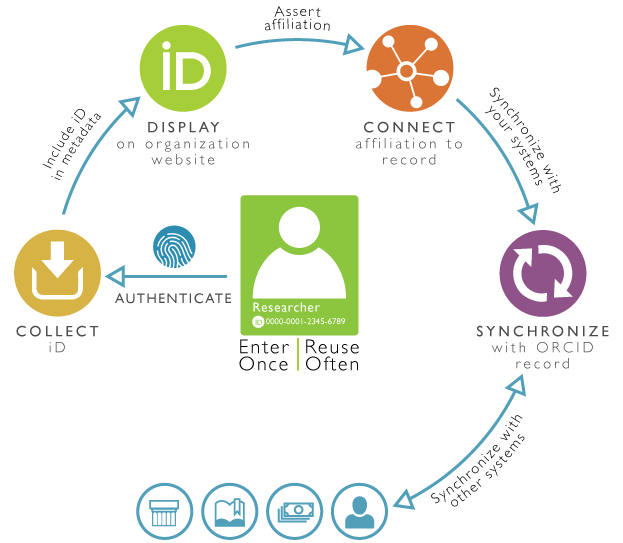 Assert
affiliation
iD
DISPLAY
on organization
website
CONNECT
affiliation to
record
Include iD
in metadata
Synchronize with
your systems
AUTHENTICATE
COLLECT
iD
Researcher
iD 0000-0001-2345-6789
Enter
Once
Reuse
Often
SYNCHRONIZE
with ORCID
record
Synchronize with
other systems